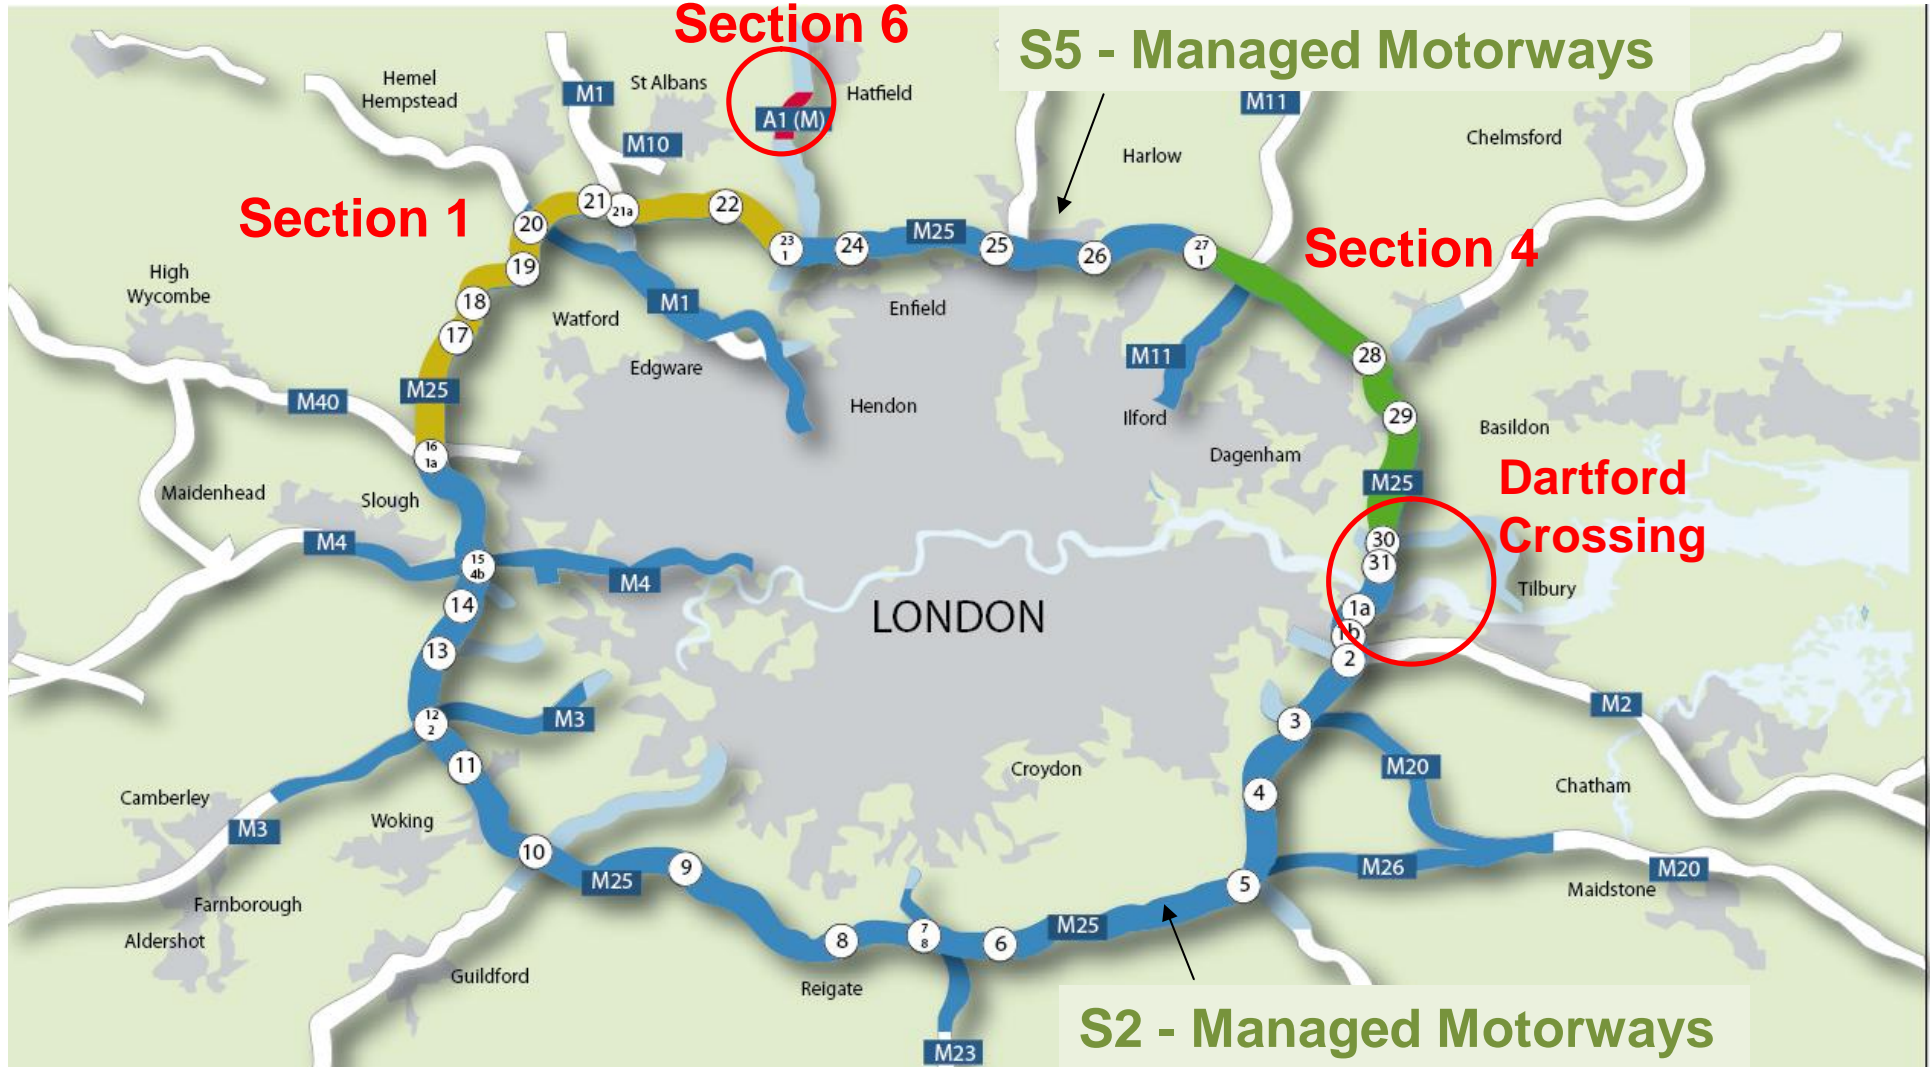 Section 6
S5 - Managed Motorways
Hemel
Hempstead
M1
St Albans
Hatfield
A1 (M)
M11
Chelmsford
M10
Harlow
Section 1
21
21a
22
20
23
1
24
M25
25
26
27
1
Section 4
19
High
Wycombe
18
17
Watford
M1
Enfield
Edgware
M11
28
M25
M40
Hendon
Ilford
29
Basildon
16
1a
Dagenham
Maidenhead
Slough
M25
Dartford
Crossing
M4
15
4b
M4
30
31
Tilbury
14
LONDON
1a
1b
13
2
12
2
M3
3
M2
11
Croydon
M20
4
Chatham
Camberley
M3
Woking
10
M25
9
5
M26
M20
Maidstone
Farnborough
Aldershot
Guildford
8
7
8
6
M25
Reigate
S2 - Managed Motorways
M23